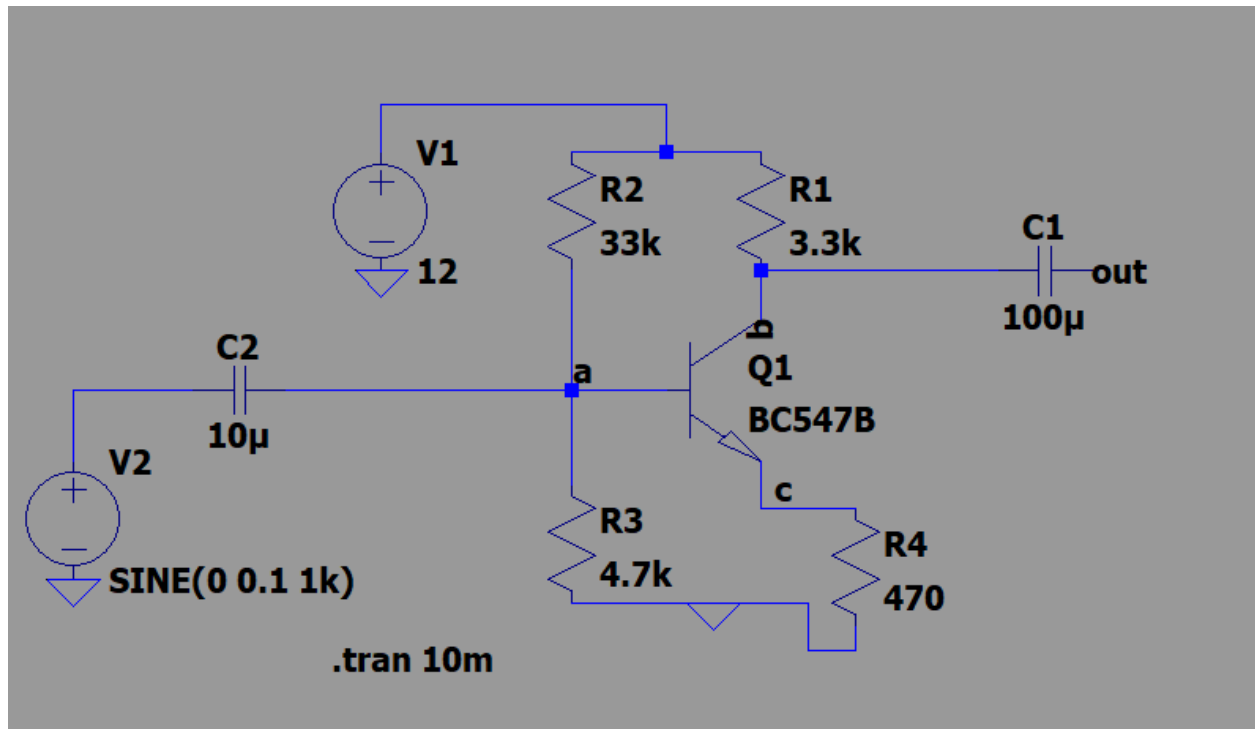 V1
12
R2
33k
R1
3.3k
C1
100µ
out
C2
10µ
a
b
Q1
BC547B
V2
SINE(0 0.1 1k)
c
R3
4.7k
R4
470
.tran 10m